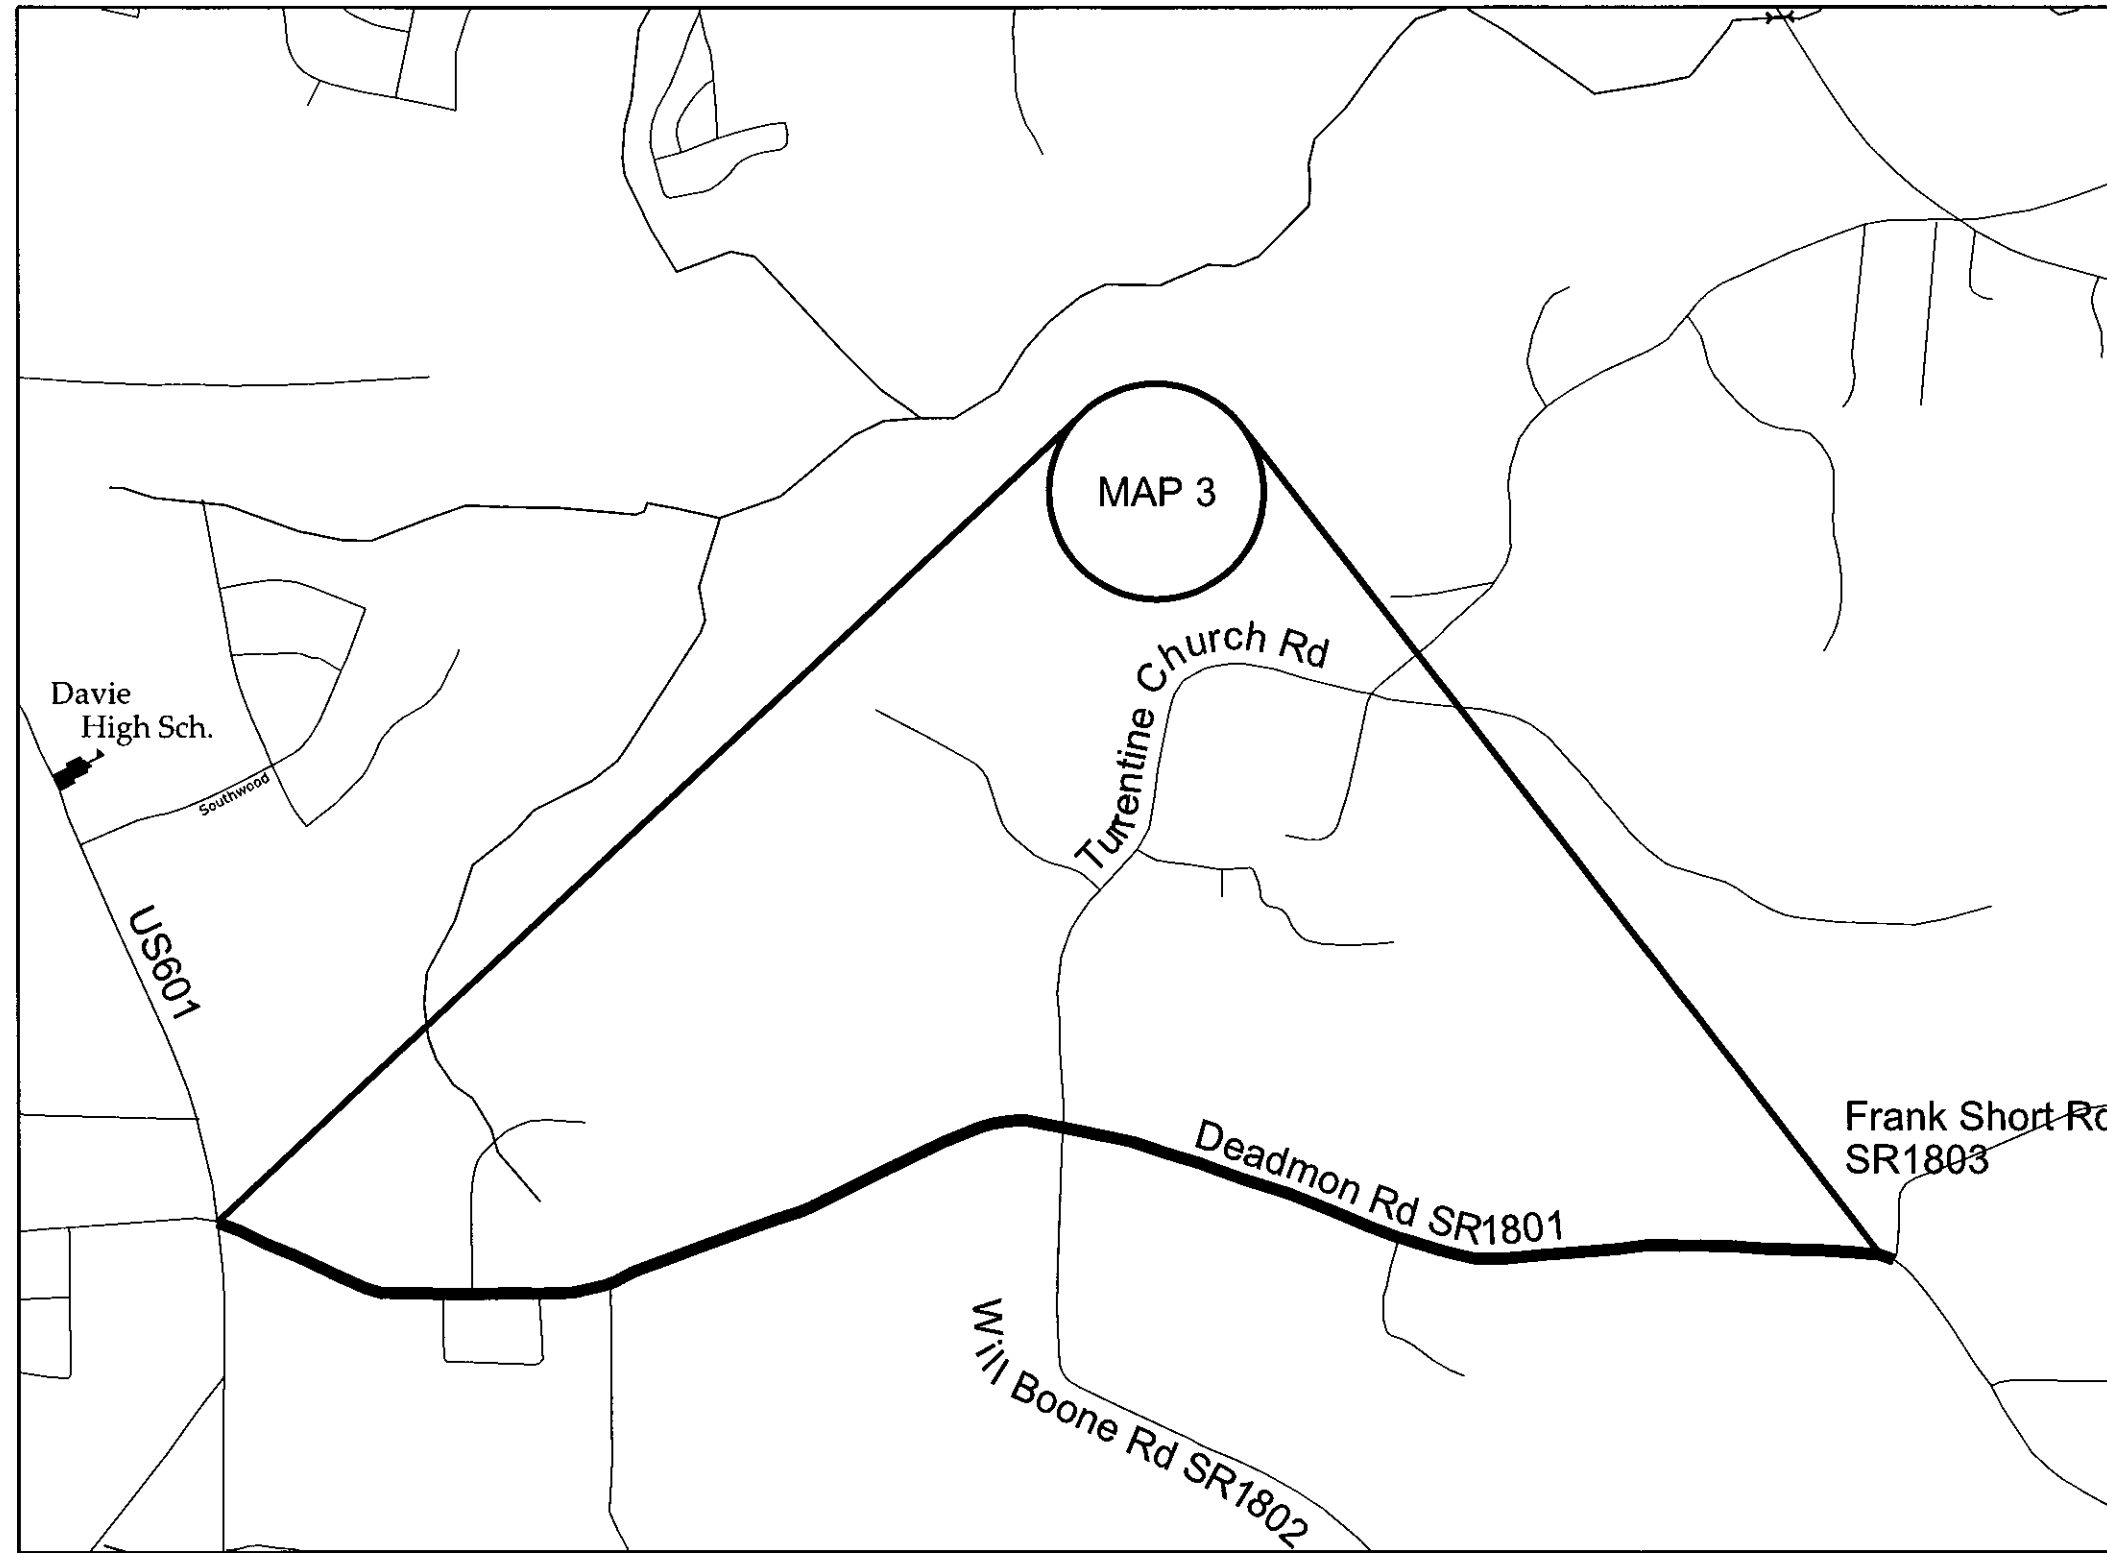 MAP 3
Turrentine Church Rd
Davie
High Sch.
Southwood
US601
Frank Short Rd
SR1803
Deadmon Rd SR1801
Will Boone Rd SR1802